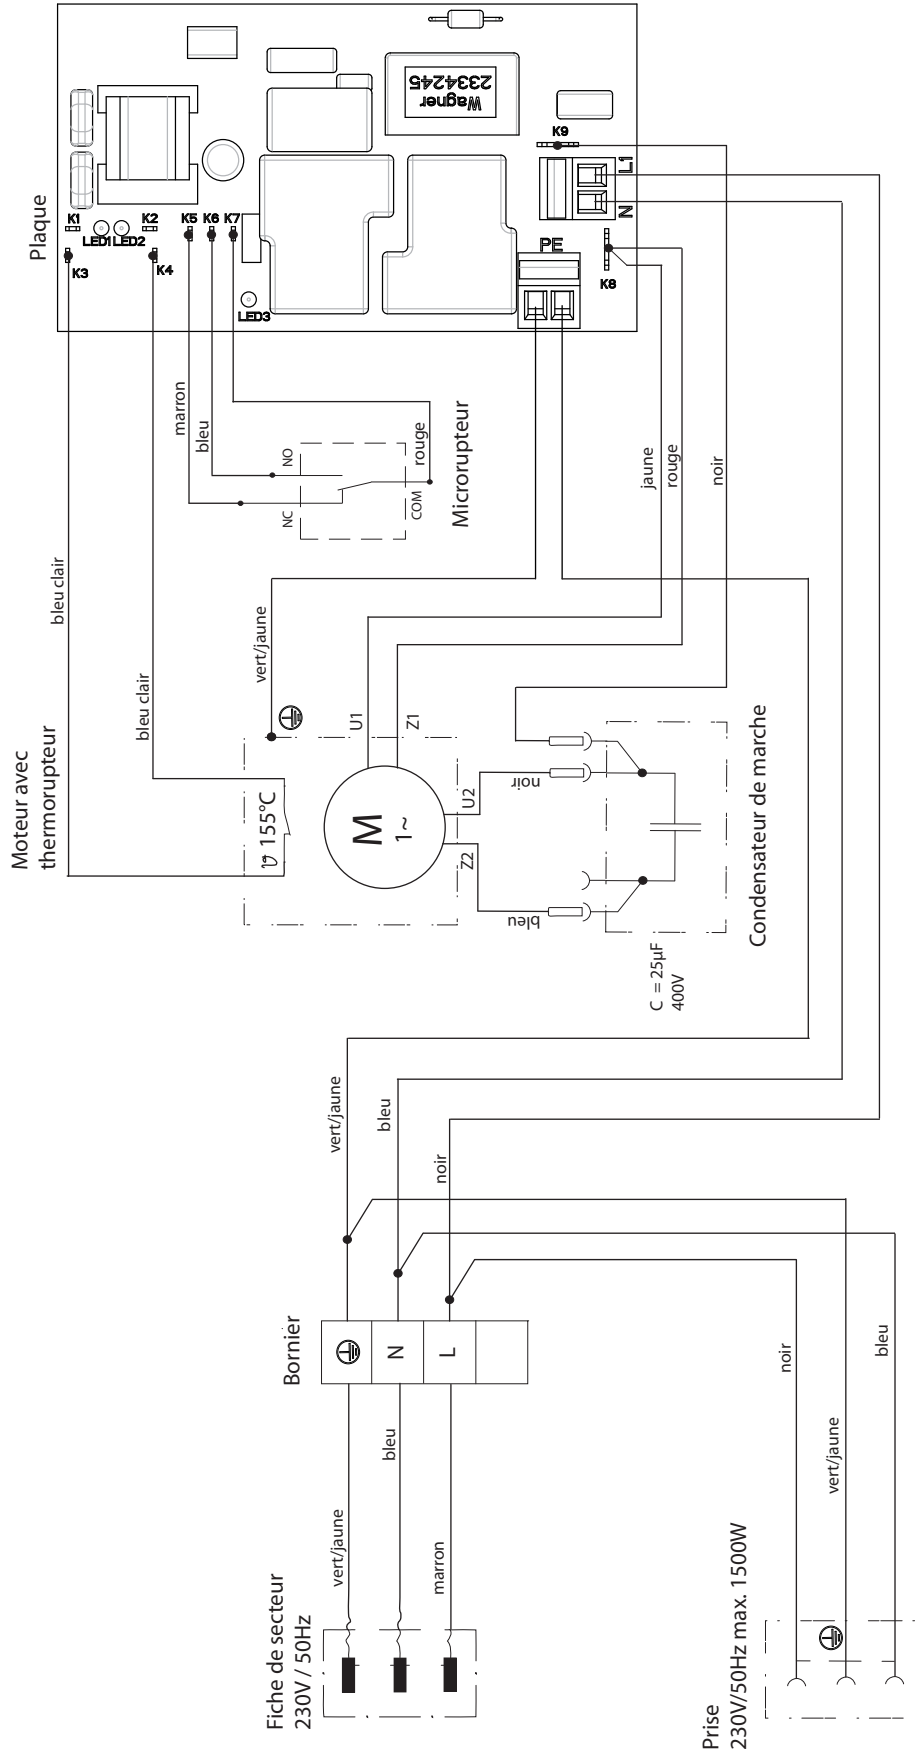 Plaque
Wagner
2334245
K1
LED1
LED2
K2
K3
K4
K5
K6
K7
LED3
K9
L1
N
PE
K8
bleu clair
bleu clair
marron
bleu
NO
NC
COM
rouge
Microrupteur
jaune
rouge
noir
vert/jaune
Moteur avec
thermorupteur
ϑ 155°C
M
1~
U1
Z1
U2
Z2
noir
bleu
C = 25µF
400V
Condensateur de marche
vert/jaune
bleu
noir
Bornier
N
L
vert/jaune
bleu
marron
Fiche de secteur
230V / 50Hz
noir
vert/jaune
bleu
Prise
230V/50Hz max. 1500W